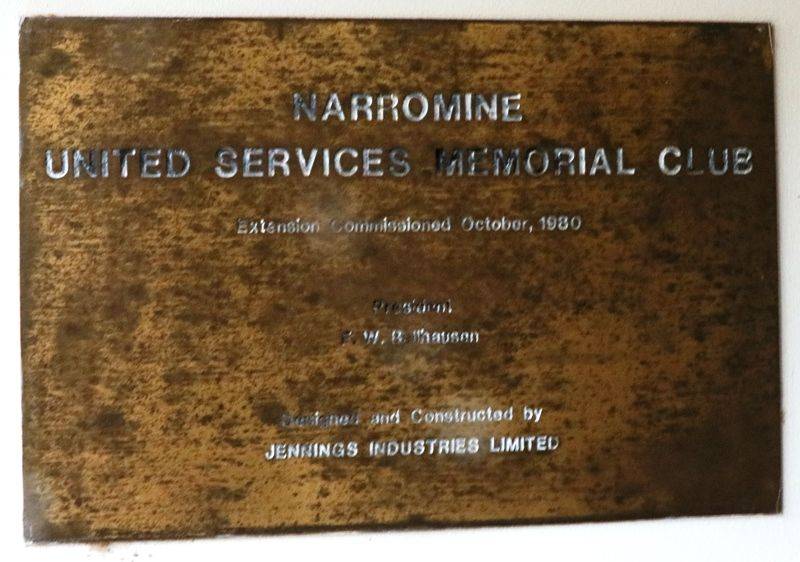 NARROMINE
UNITED SERVICES MEMORIAL CLUB
Extension Commissioned October, 1980
President
W.
Designed and Constructed by
JENNINGS INDUSTRIES LIMITED